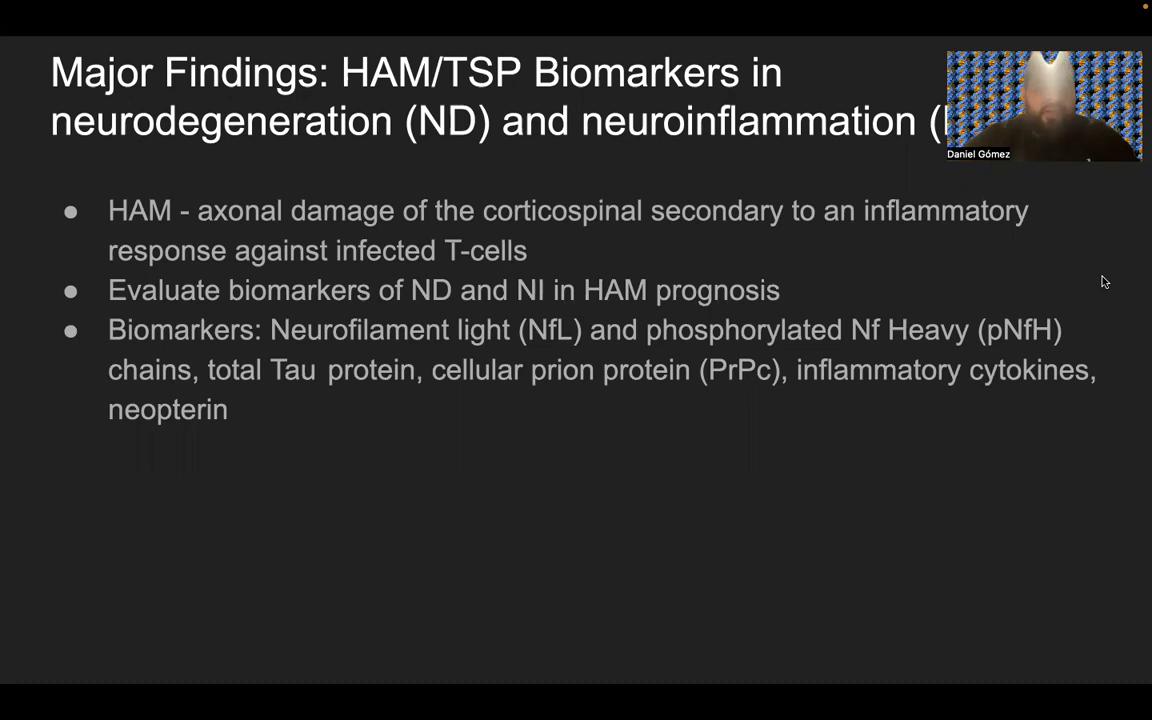 Major Findings: HAM/TSP Biomarkers in
neurodegeneration (ND) and neuroinflammation (
Daniel Gómez
● HAM - axonal damage of the corticospinal secondary to an inflammatory
response against infected T-cells
● Evaluate biomarkers of ND and NI in HAM prognosis
● Biomarkers: Neurofilament light (NfL) and phosphorylated Nf Heavy (pNfH)
chains, total Tau protein, cellular prion protein (PrPc), inflammatory cytokines,
neopterin